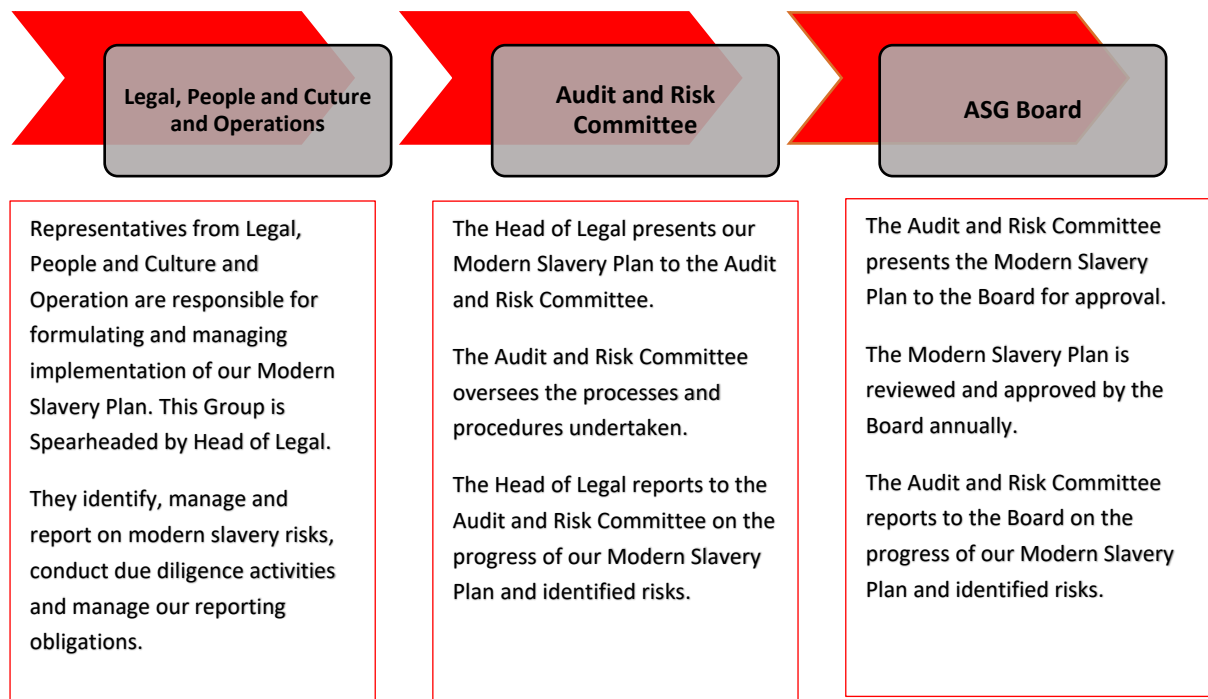 Legal, People and Cuture
and Operations
Representatives from Legal,
People and Culture and
Operation are responsible for
formulating and managing
implementation of our Modern
Slavery Plan. This Group is
Spearheaded by Head of Legal.
They identify, manage and
report on modern slavery risks,
conduct due diligence activities
and manage our reporting
obligations.
Audit and Risk
Committee
The Head of Legal presents our
Modern Slavery Plan to the Audit
and Risk Committee.
The Audit and Risk Committee
oversees the processes and
procedures undertaken.
The Head of Legal reports to the
Audit and Risk Committee on the
progress of our Modern Slavery
Plan and identified risks.
ASG Board
The Audit and Risk Committee
presents the Modern Slavery
Plan to the Board for approval.
The Modern Slavery Plan is
reviewed and approved by the
Board annually.
The Audit and Risk Committee
reports to the Board on the
progress of our Modern Slavery
Plan and identified risks.